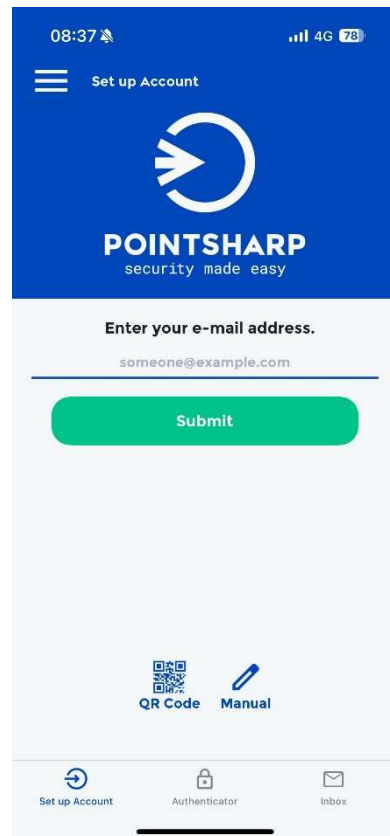 08:37 4G 78
Set up Account
POINTSHARP
security made easy
Enter your e-mail address.
someone@example.com
Submit
QR Code Manual
Set up Account Authenticator Inbox